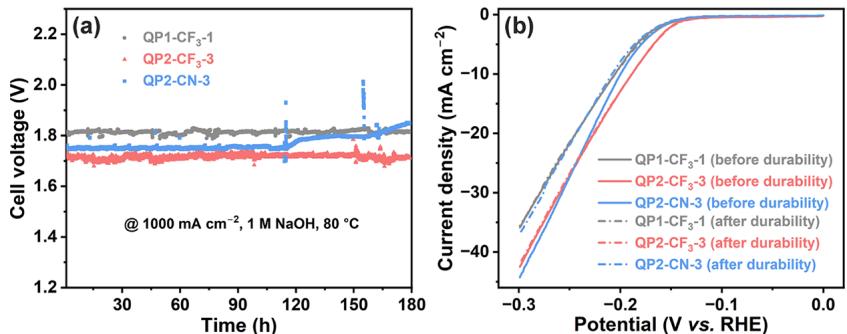 (a)
QP1-CF₃-1
QP2-CF₃-3
QP2-CN-3
@ 1000 mA cm⁻², 1 M NaOH, 80 °C
Cell voltage (V)
2.2
2.0
1.8
1.6
1.4
1.2
30 60 90 120 150 180
Time (h)
(b)
QP1-CF₃-1 (before durability)
QP2-CF₃-3 (before durability)
QP2-CN-3 (before durability)
QP1-CF₃-1 (after durability)
QP2-CF₃-3 (after durability)
QP2-CN-3 (after durability)
Current density (mA cm⁻²)
0
−10
−20
−30
−40
−0.3 −0.2 −0.1 0.0
Potential (V vs. RHE)